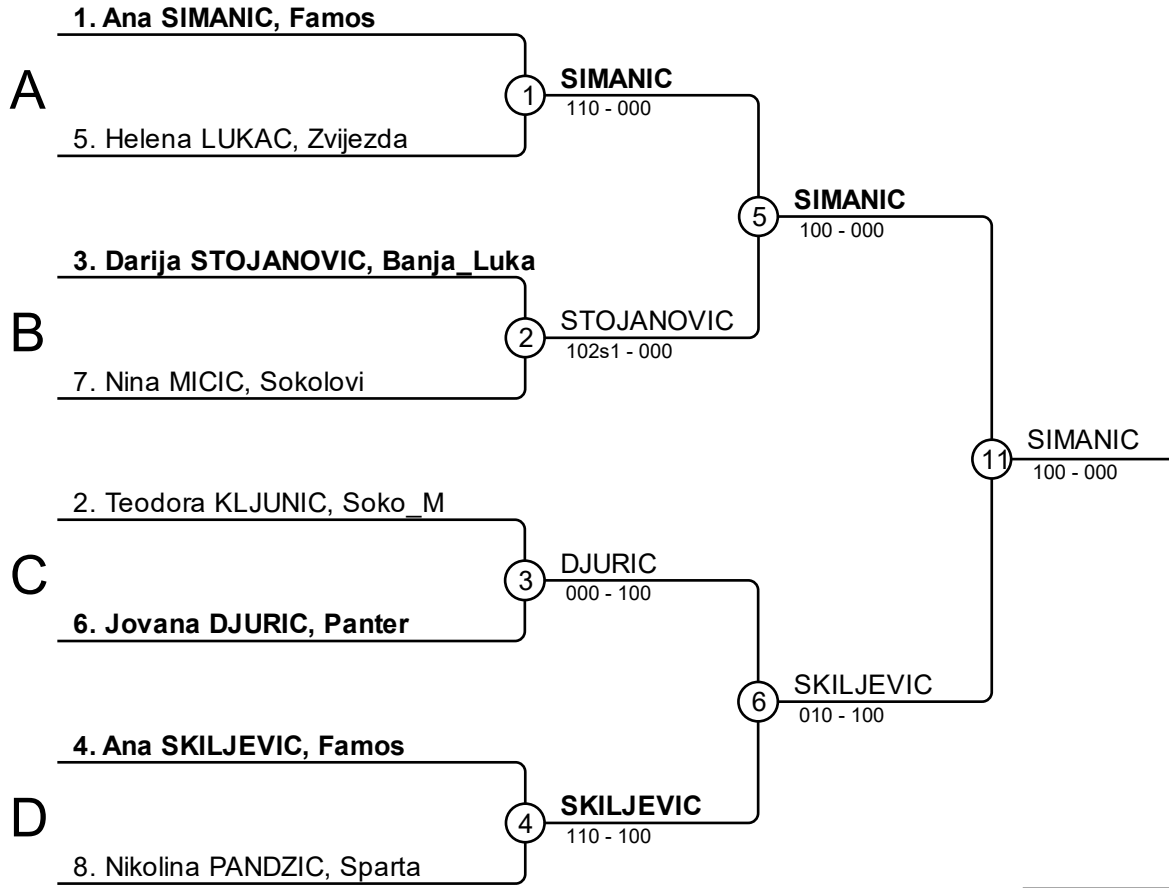 1. Ana SIMANIC, Famos
A
1
SIMANIC
110 - 000
5. Helena LUKAC, Zvijezda
5
SIMANIC
100 - 000
3. Darija STOJANOVIC, Banja_Luka
B
2
STOJANOVIC
102s1 - 000
7. Nina MICIC, Sokolovi
11
SIMANIC
100 - 000
2. Teodora KLJUNIC, Soko_M
C
3
DJURIC
000 - 100
6. Jovana DJURIC, Panter
6
SKILJEVIC
010 - 100
4. Ana SKILJEVIC, Famos
D
4
SKILJEVIC
110 - 100
8. Nikolina PANDZIC, Sparta